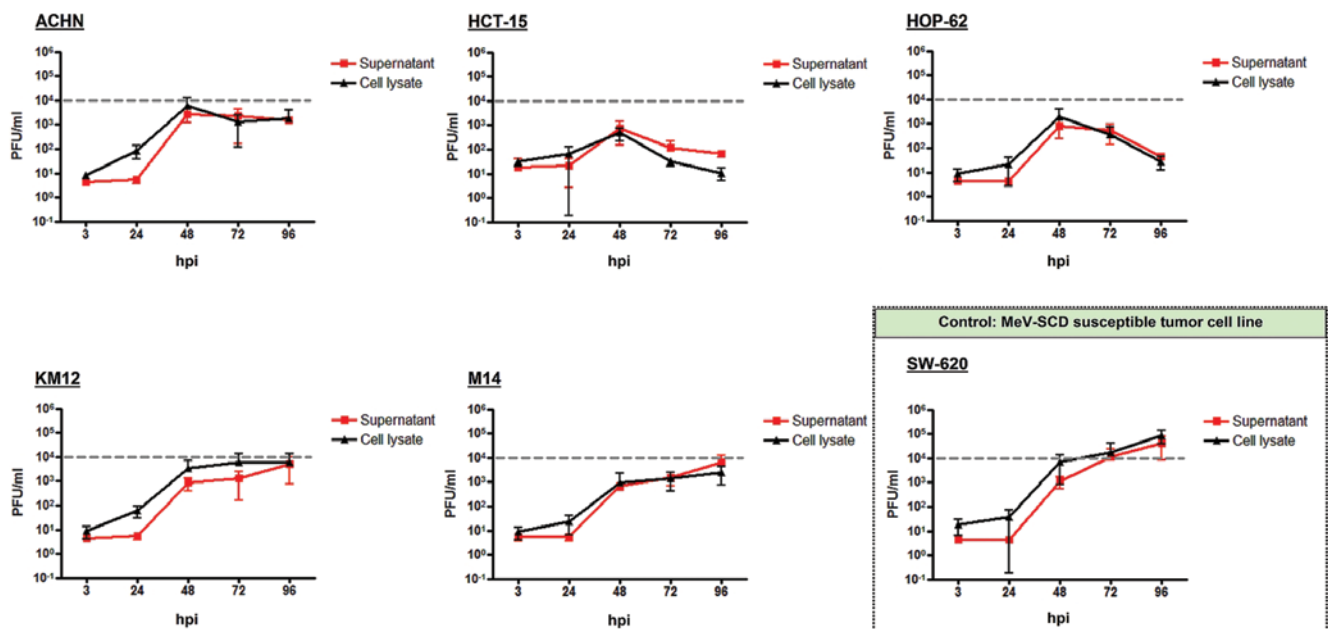 ACHN
10⁶
10⁵
10⁴
10³
10²
10¹
10⁰
10⁻¹
PFU/ml
3 24 48 72 96
hpi
Supernatant
Cell lysate
HCT-15
10⁶
10⁵
10⁴
10³
10²
10¹
10⁰
10⁻¹
PFU/ml
3 24 48 72 96
hpi
Supernatant
Cell lysate
HOP-62
10⁶
10⁵
10⁴
10³
10²
10¹
10⁰
10⁻¹
PFU/ml
3 24 48 72 96
hpi
Supernatant
Cell lysate
KM12
10⁶
10⁵
10⁴
10³
10²
10¹
10⁰
10⁻¹
PFU/ml
3 24 48 72 96
hpi
Supernatant
Cell lysate
M14
10⁶
10⁵
10⁴
10³
10²
10¹
10⁰
10⁻¹
PFU/ml
3 24 48 72 96
hpi
Supernatant
Cell lysate
Control: MeV-SCD susceptible tumor cell line
SW-620
10⁶
10⁵
10⁴
10³
10²
10¹
10⁰
10⁻¹
PFU/ml
3 24 48 72 96
hpi
Supernatant
Cell lysate